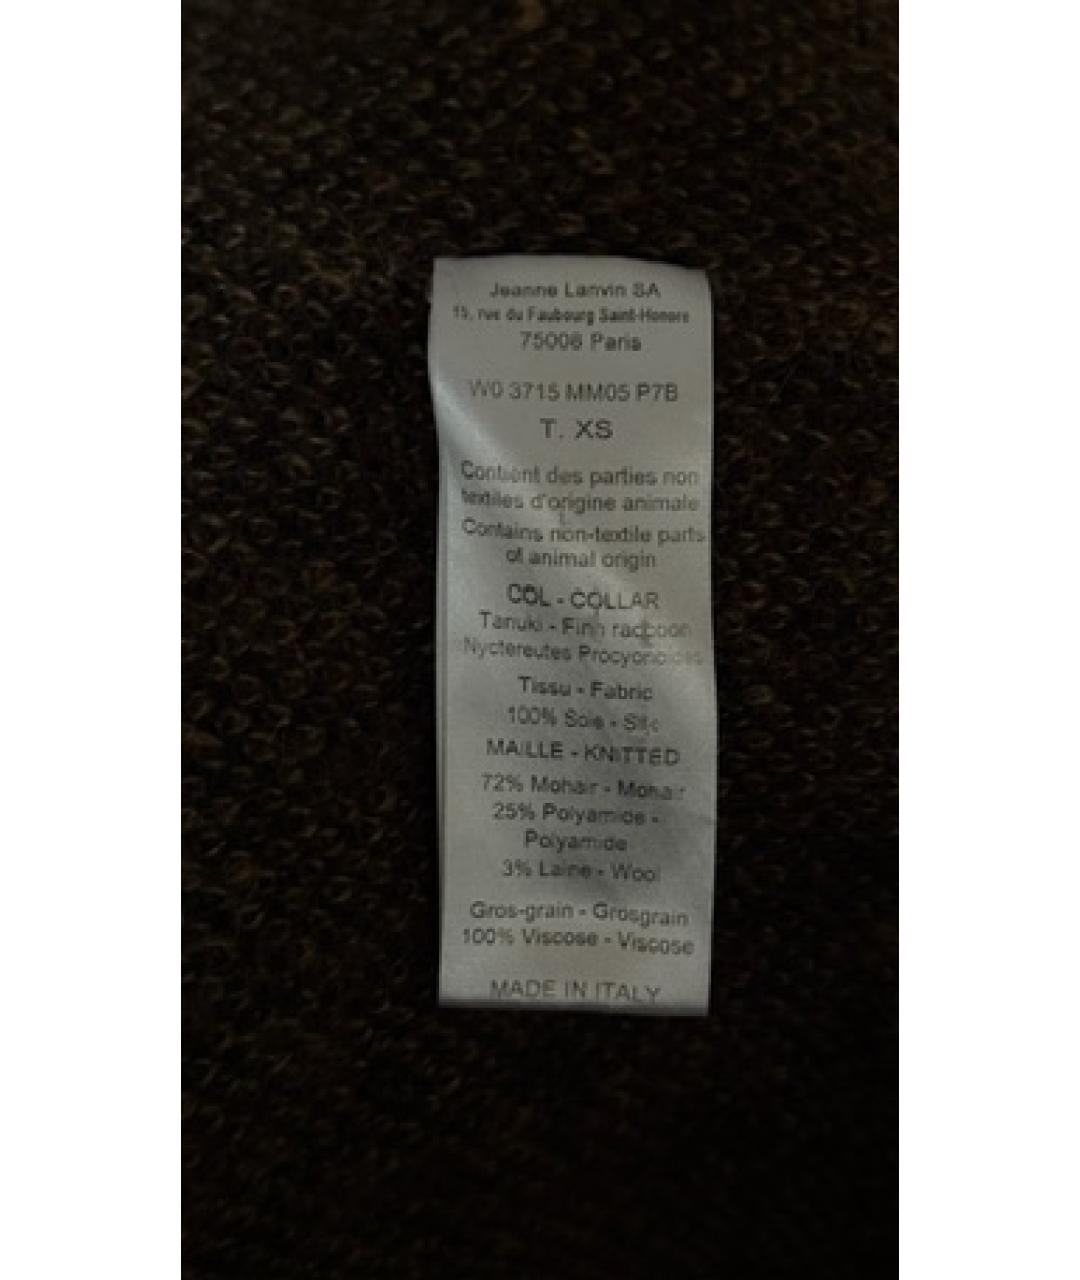 Jeanne Lanvin SA
15, rue du Faubourg Saint-Honore
75008 Paris
W0 3715 MM05 P7B
T. XS
Contient des parties non
textiles d'origine animale
Contains non-textile parts
of animal origin
COL - COLLAR
Tanuki - Finn raccoon
Nyctereutes Procyonoides
Tissu - Fabric
100% Soie - Silk
MAILLE - KNITTED
72% Mohair - Mohair
25% Polyamide -
Polyamide
3% Laine - Wool
Gros-grain - Grosgrain
100% Viscose - Viscose
MADE IN ITALY